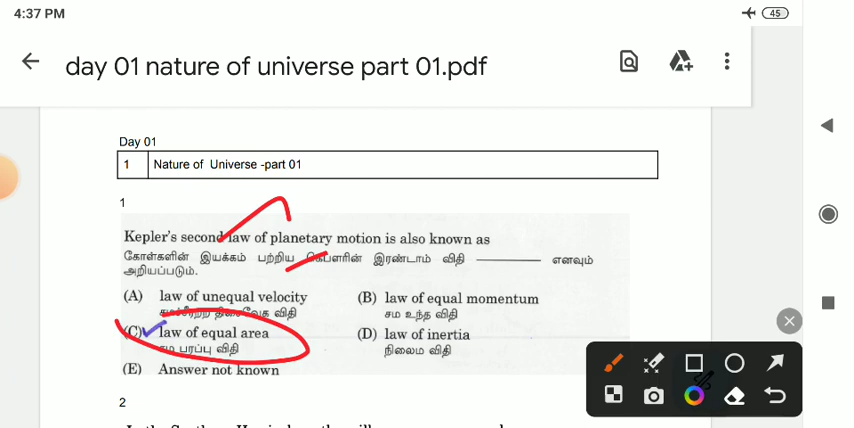 4:37 PM
45
day 01 nature of universe part 01.pdf
Day 01
1 Nature of Universe -part 01
1
Kepler's second law of planetary motion is also known as
கோள்களின் இயக்கம் பற்றிய கெப்ளரின் இரண்டாம் விதி ———— எனவும்
அறியப்படும்.
(A) law of unequal velocity (B) law of equal momentum
திசைவேக விதி சம உந்த விதி
(C) law of equal area (D) law of inertia
சம பரப்பு விதி நிலைம விதி
(E) Answer not known
2